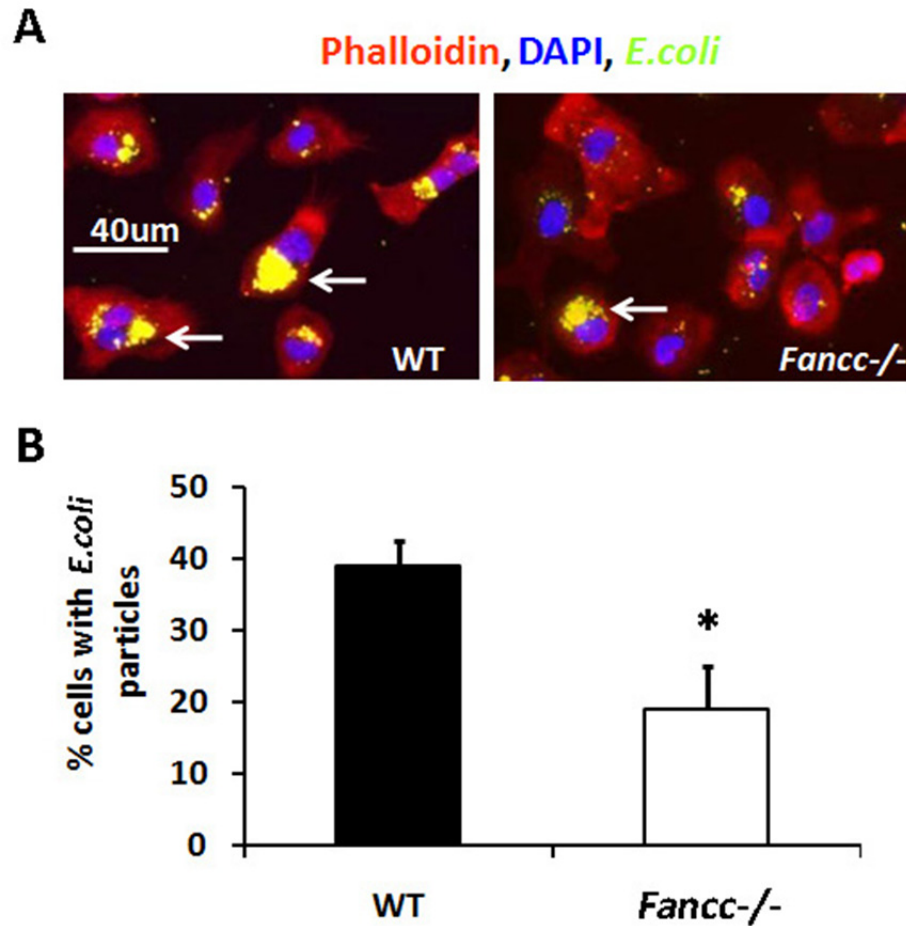 A
Phalloidin, DAPI, E.coli
40um
WT
Fancc-/-
B
% cells with E.coli
particles
50
40
30
20
10
0
*
WT
Fancc-/-